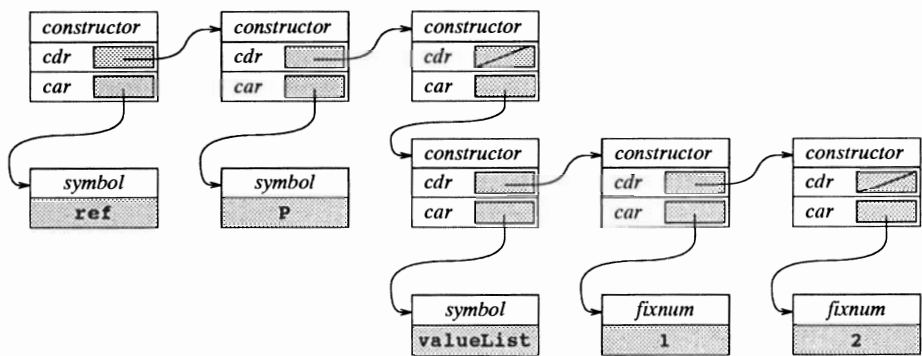 constructor constructor constructor
cdr cdr cdr
car car car
constructor constructor constructor
symbol symbol cdr cdr cdr
ref P car car car
symbol fixnum fixnum
valueList 1 2